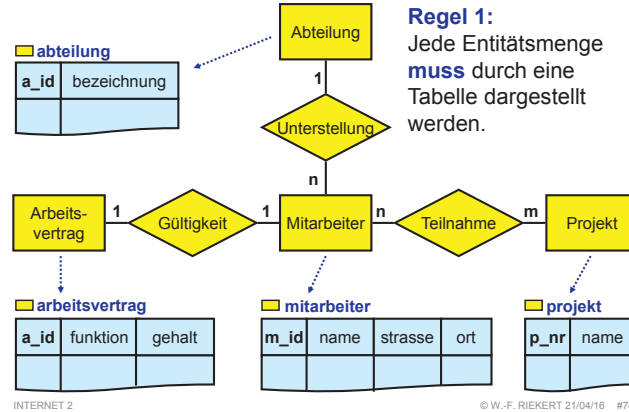 Regel 1:
Jede Entitätsmenge
muss durch eine
Tabelle dargestellt
werden.
Abteilung
abteilung
a_id bezeichnung
1
Unterstellung
n
Arbeits-
vertrag
1
Gültigkeit
1
Mitarbeiter
n
Teilnahme
m
Projekt
arbeitsvertrag
a_id funktion gehalt
mitarbeiter
m_id name strasse ort
projekt
p_nr name
INTERNET 2
© W.-F. RIEKERT 21/04/16